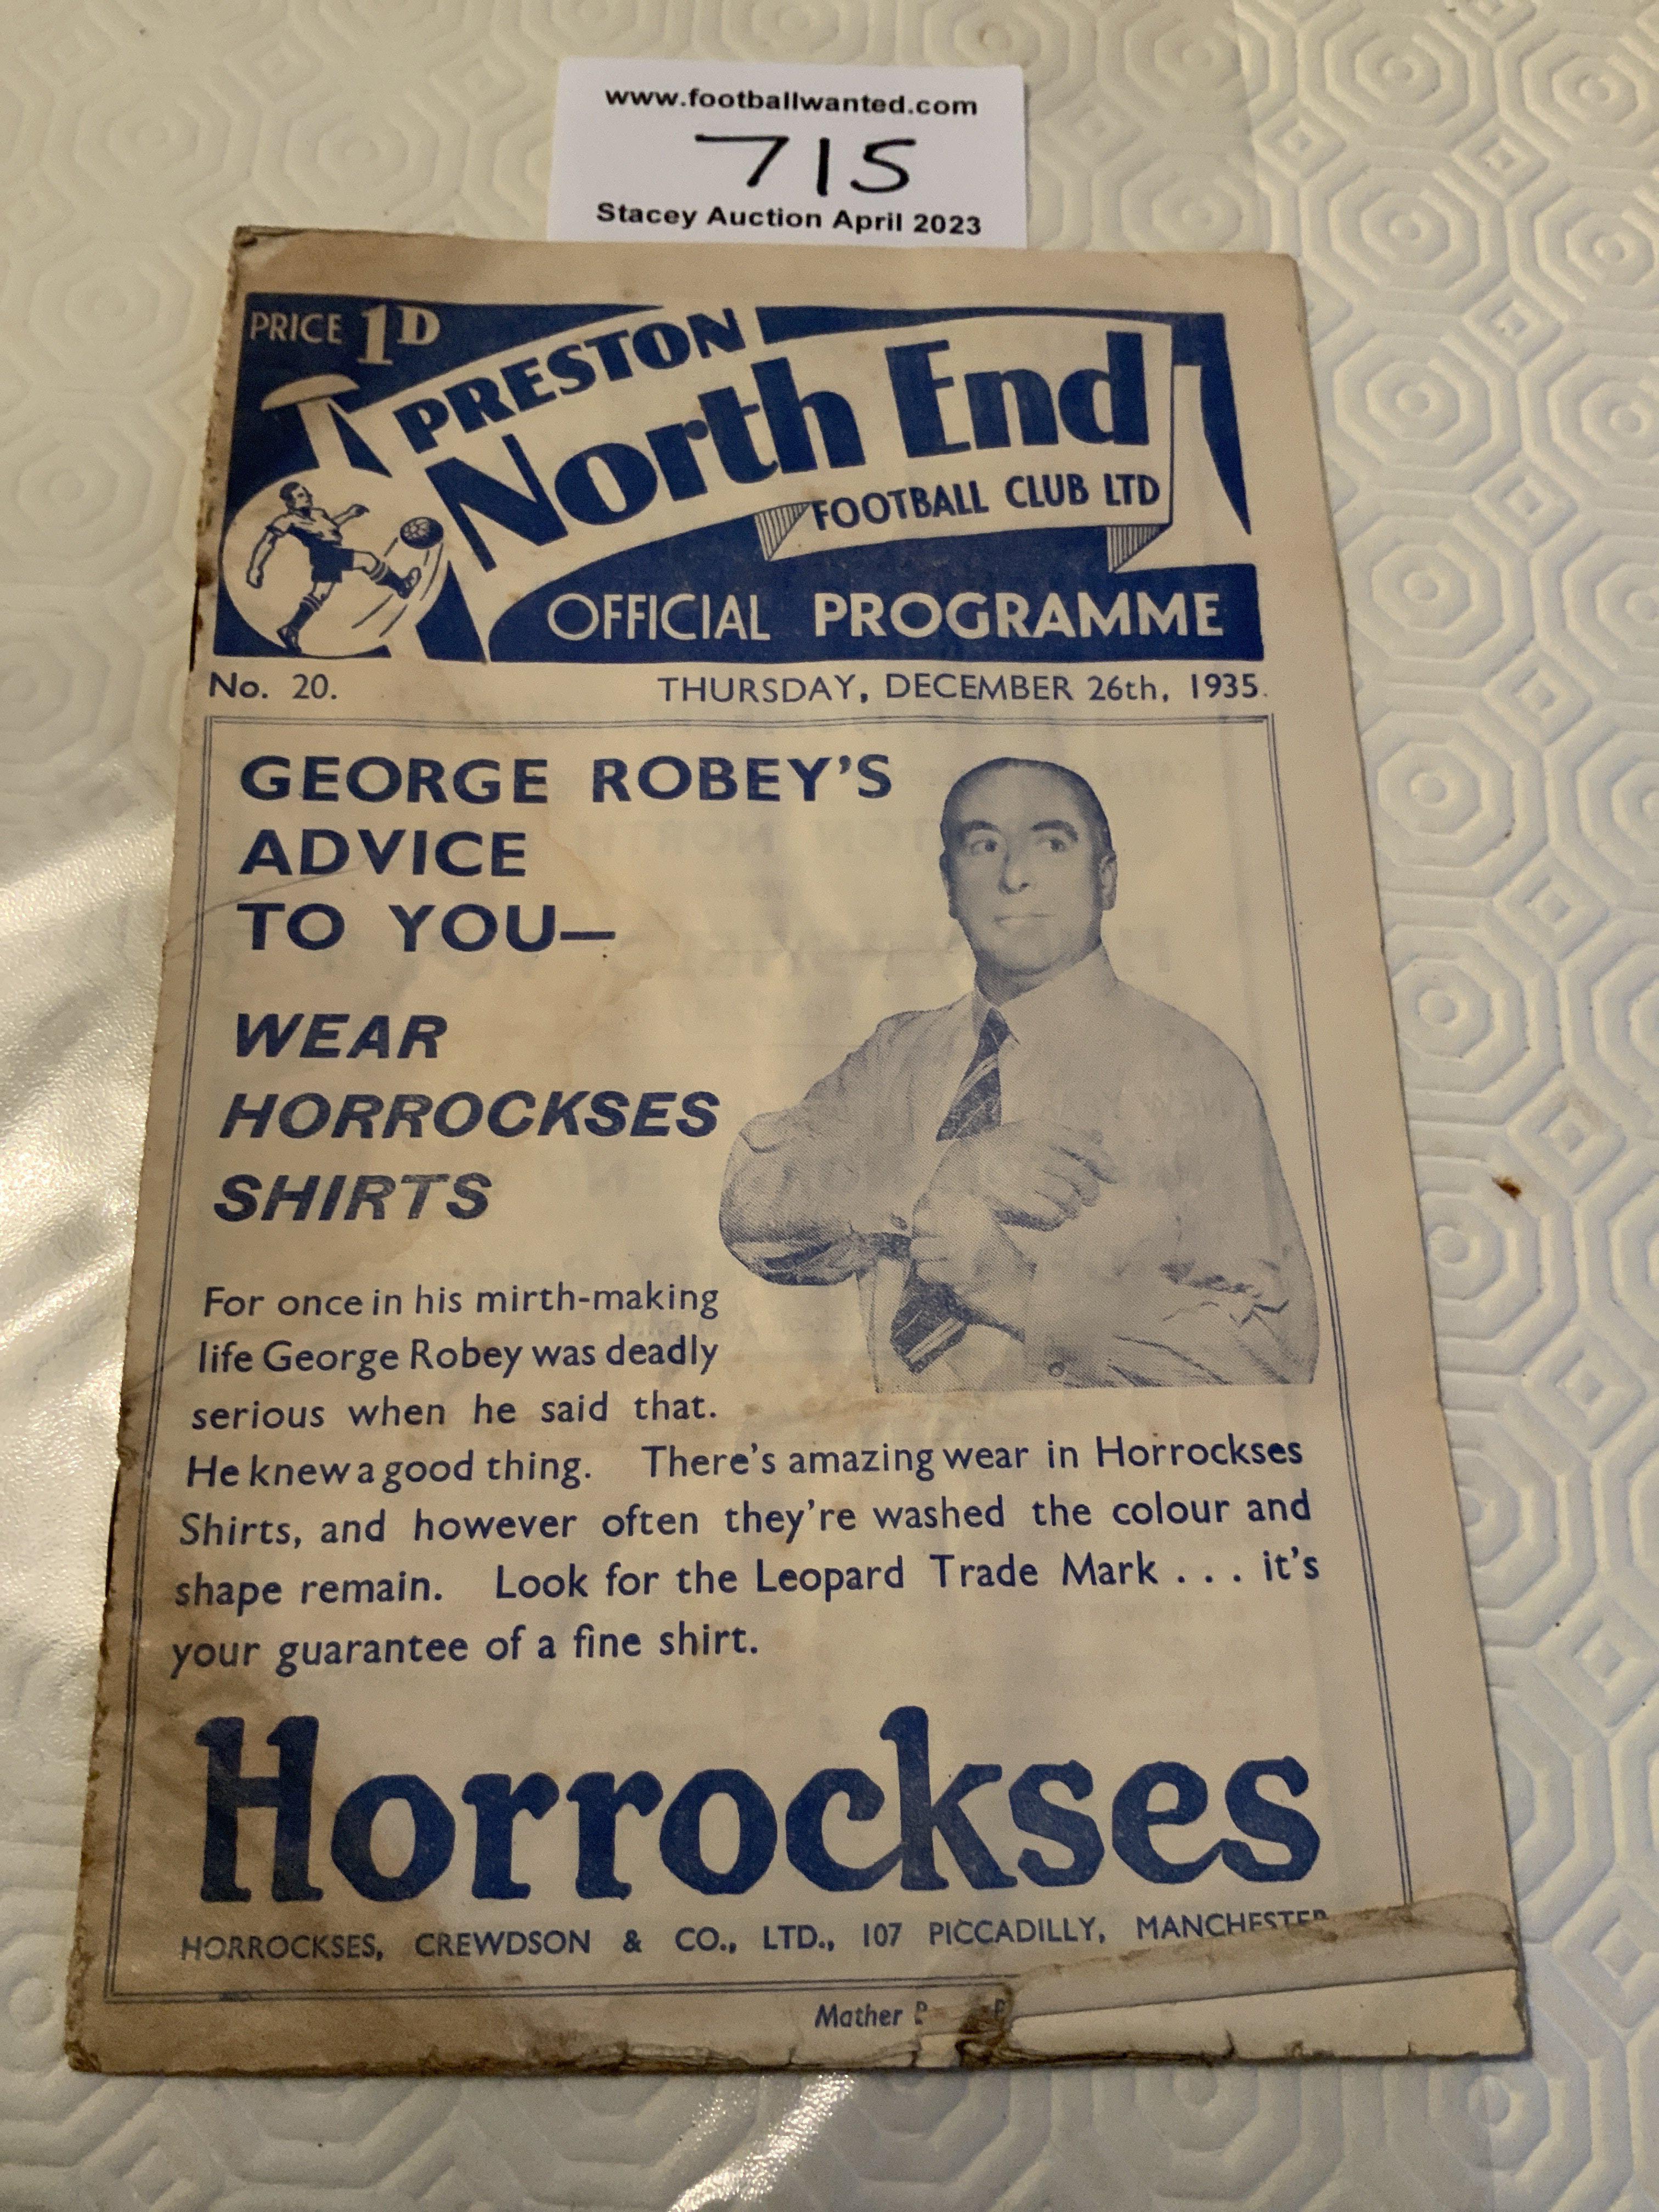 www.footballwanted.com
715
Stacey Auction April 2023
PRICE 1D
PRESTON
North End
FOOTBALL CLUB LTD
OFFICIAL PROGRAMME
No. 20. THURSDAY, DECEMBER 26th, 1935.
GEORGE ROBEY'S
ADVICE
TO YOU—
WEAR
HORROCKSES
SHIRTS
For once in his mirth-making
life George Robey was deadly
serious when he said that.
He knew a good thing. There's amazing wear in Horrockses
Shirts, and however often they're washed the colour and
shape remain. Look for the Leopard Trade Mark . . . it's
your guarantee of a fine shirt.
Horrockses
HORROCKSES, CREWDSON & CO., LTD., 107 PICCADILLY, MANCHESTER
Mather